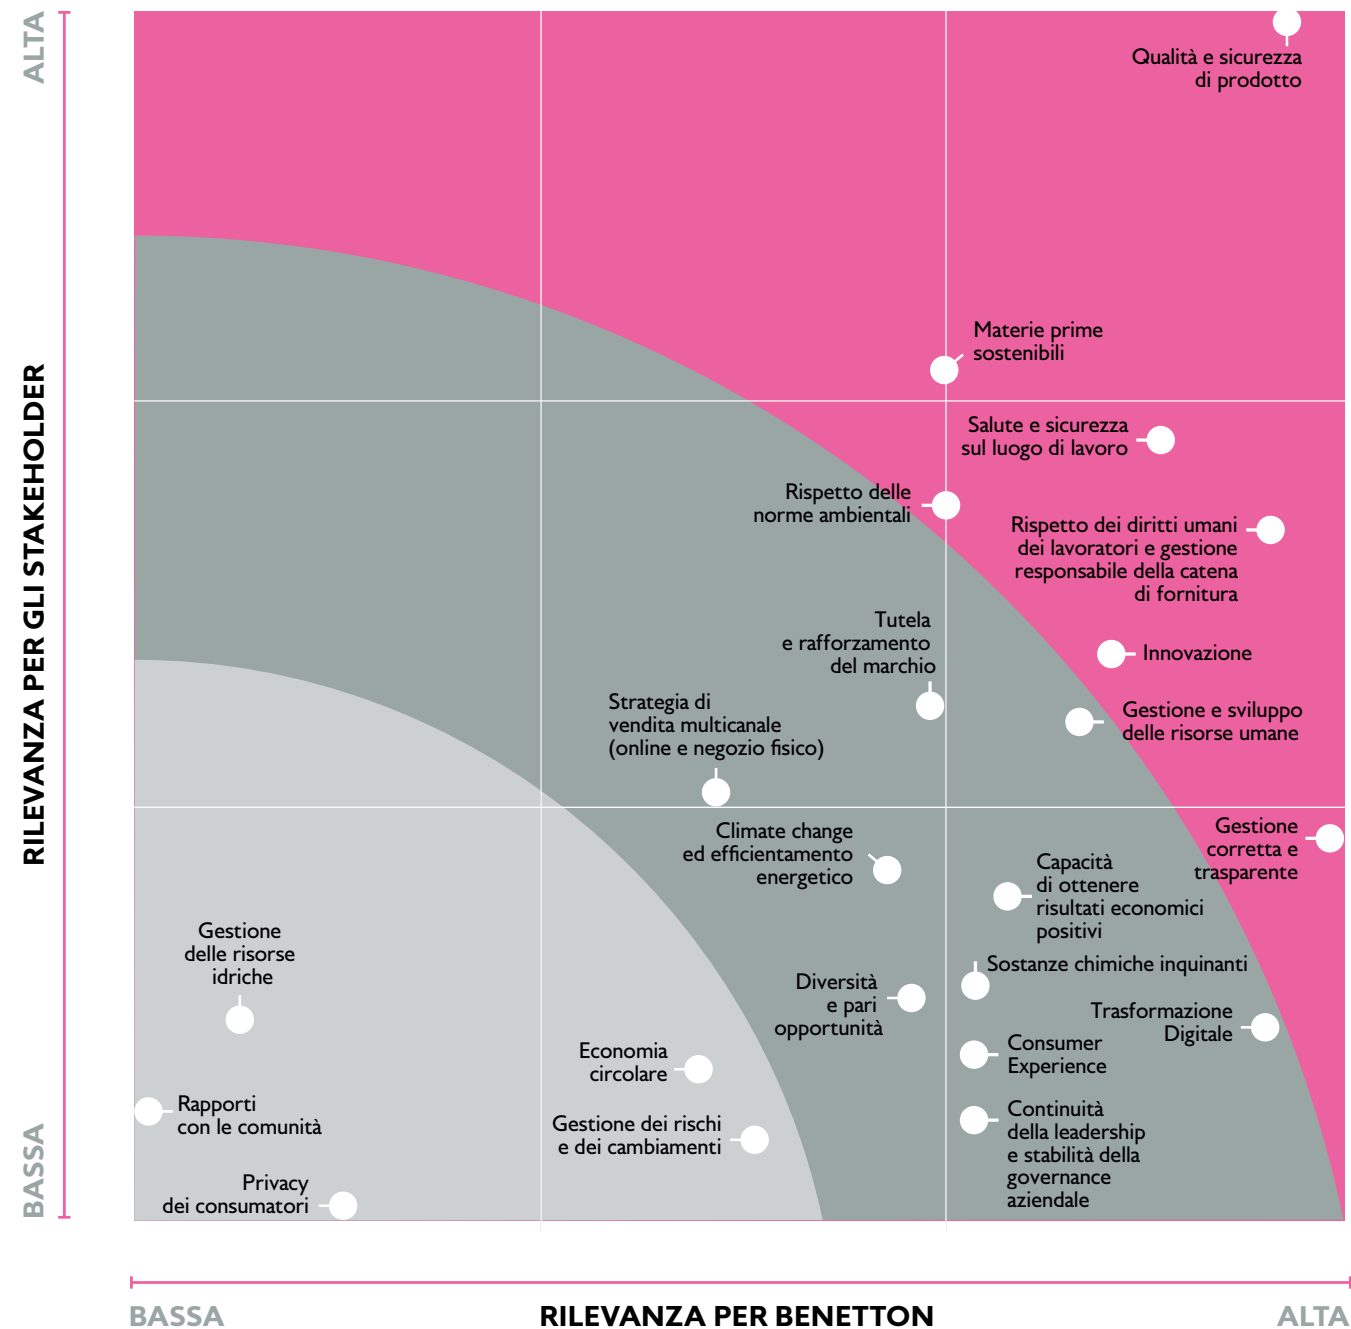 ALTA
RILEVANZA PER GLI STAKEHOLDER
BASSA
Qualità e sicurezza
di prodotto
Materie prime
sostenibili
Salute e sicurezza
sul luogo di lavoro
Rispetto delle
norme ambientali
Rispetto dei diritti umani
dei lavoratori e gestione
responsabile della catena
di fornitura
Tutela
e rafforzamento
del marchio
Innovazione
Strategia di
vendita multicanale
(online e negozio fisico)
Gestione e sviluppo
delle risorse umane
Climate change
ed efficientamento
energetico
Gestione
corretta e
trasparente
Capacità
di ottenere
risultati economici
positivi
Gestione
delle risorse
idriche
Sostanze chimiche inquinanti
Diversità
e pari
opportunità
Trasformazione
Digitale
Economia
circolare
Consumer
Experience
Rapporti
con le comunità
Gestione dei rischi
e dei cambiamenti
Continuità
della leadership
e stabilità della
governance
aziendale
Privacy
dei consumatori
BASSA
RILEVANZA PER BENETTON
ALTA